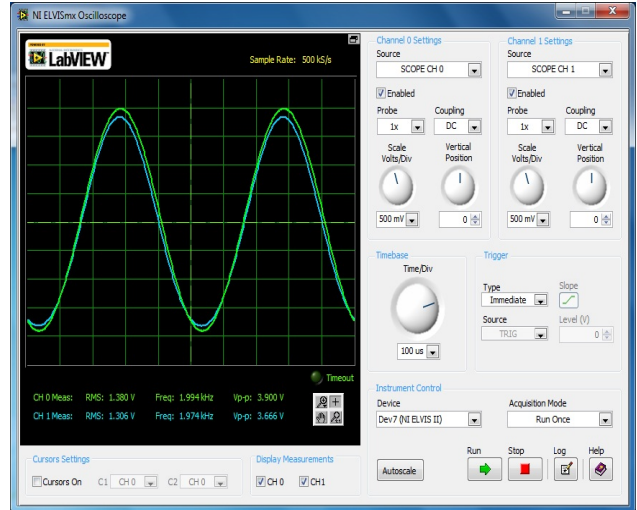 NI ELVISmx Oscilloscope
POWERED BY
LabVIEW
Sample Rate: 500 kS/s
Timeout
CH 0 Meas: RMS: 1.380 V Freq: 1.994 kHz Vp-p: 3.900 V
CH 1 Meas: RMS: 1.306 V Freq: 1.974 kHz Vp-p: 3.666 V
Cursors Settings
Cursors On C1 CH 0 C2 CH 0
Display Measurements
CH 0 CH1
Channel 0 Settings
Source
SCOPE CH 0
Enabled
Probe Coupling
1x DC
Scale Vertical
Volts/Div Position
500 mV 0
Channel 1 Settings
Source
SCOPE CH 1
Enabled
Probe Coupling
1x DC
Scale Vertical
Volts/Div Position
500 mV 0
Timebase
Time/Div
100 us
Trigger
Type Slope
Immediate
Source Level (V)
TRIG 0
Instrument Control
Device Acquisition Mode
Dev7 (NI ELVIS II) Run Once
Run Stop Log Help
Autoscale